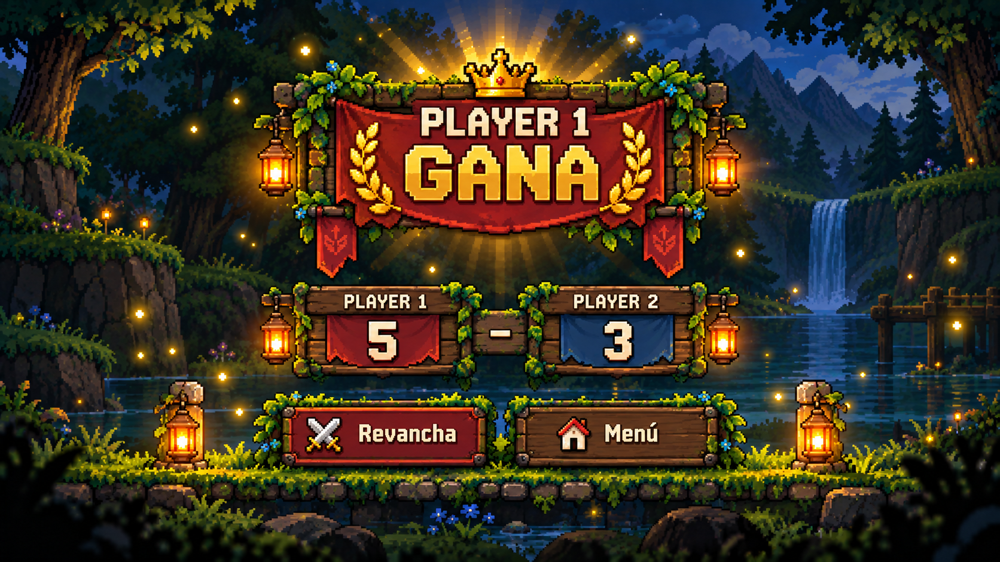 PLAYER 1
GANA
PLAYER 1
PLAYER 2
5
-
3
Revancha
Menú